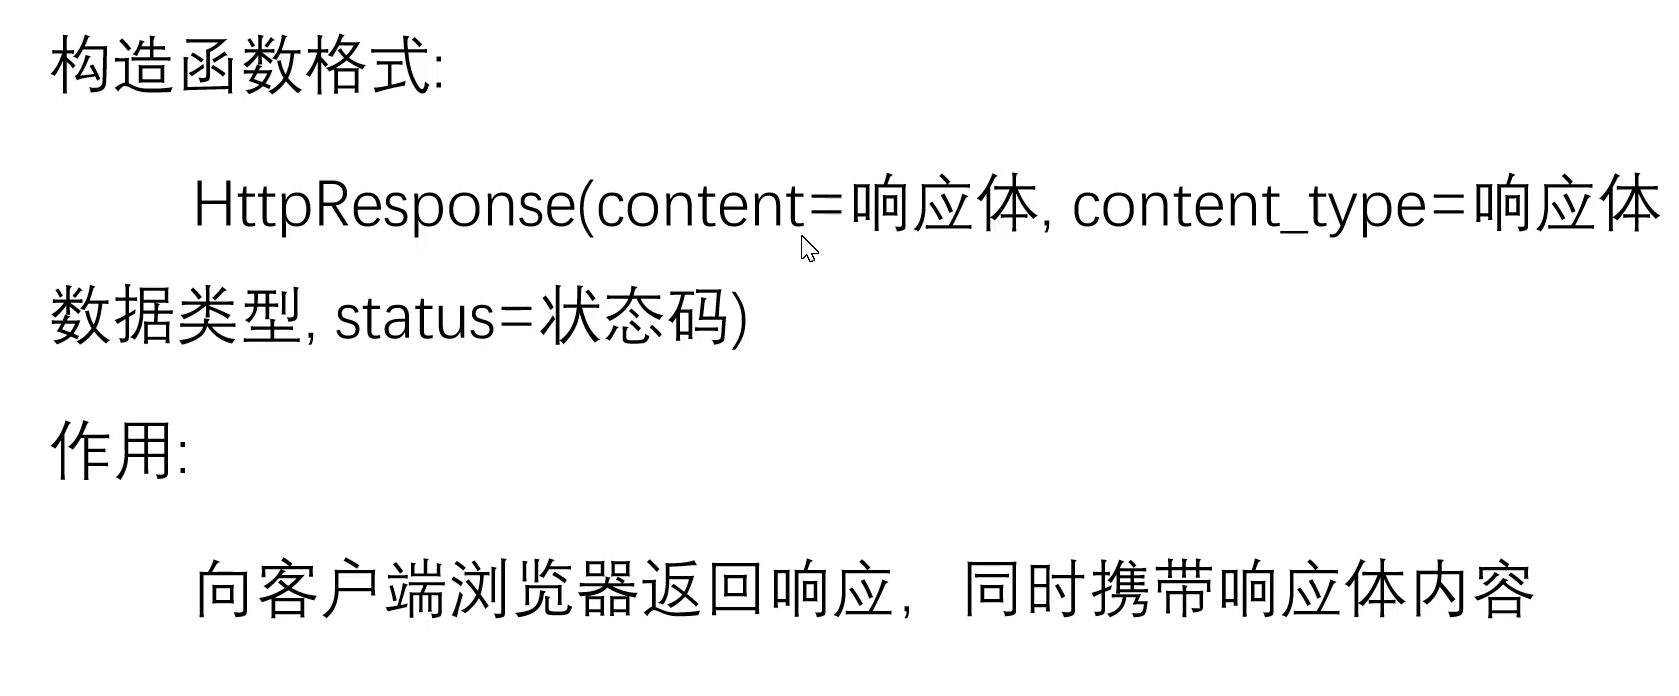 构造函数格式:
HttpResponse(content=响应体, content_type=响应体
数据类型, status=状态码)
作用:
向客户端浏览器返回响应，同时携带响应体内容